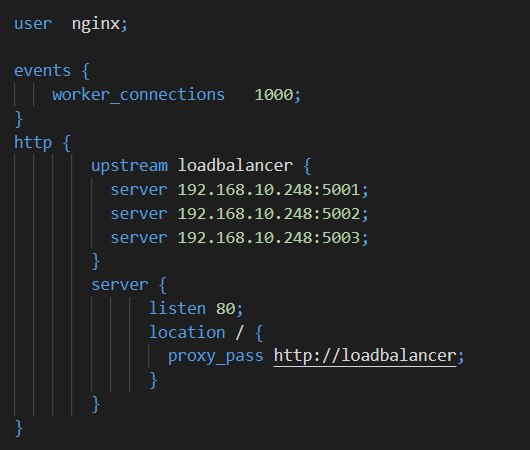 user  nginx;
events {
    worker_connections   1000;
}
http {
        upstream loadbalancer {
          server 192.168.10.248:5001;
          server 192.168.10.248:5002;
          server 192.168.10.248:5003;
        }
        server {
              listen 80;
              location / {
                proxy_pass http://loadbalancer;
              }
        }
}